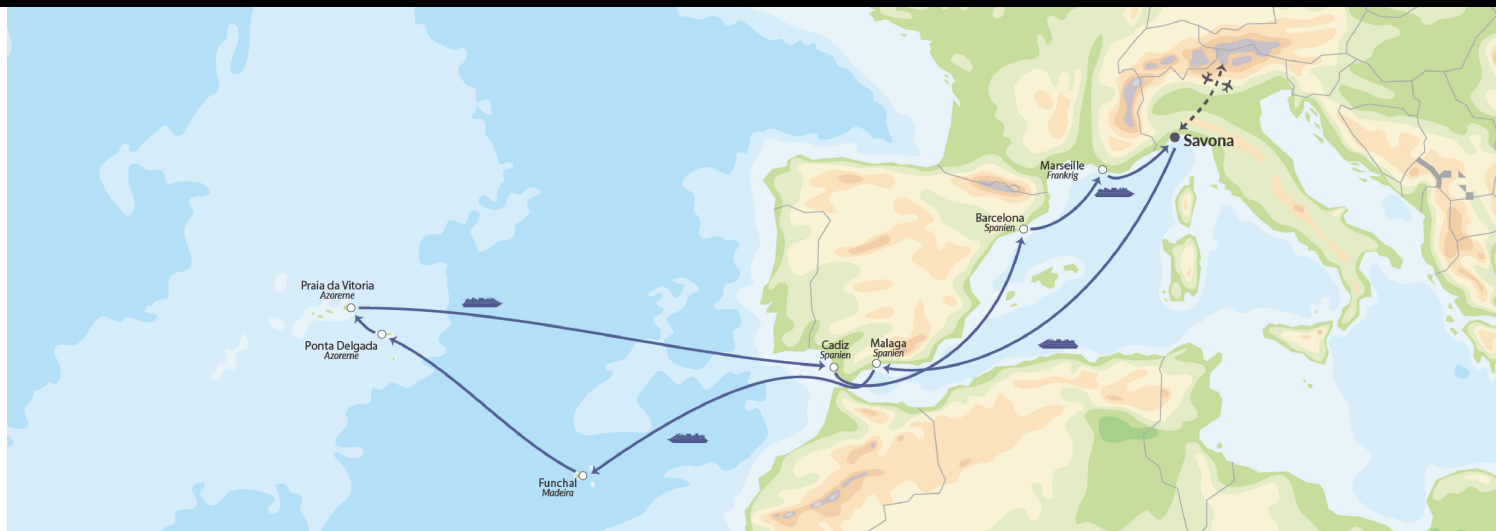 Savona
Marseille
Frankrig
Barcelona
Spanien
Praia da Vitoria
Azorerne
Ponta Delgada
Azorerne
Cadiz
Spanien
Malaga
Spanien
Funchal
Madeira